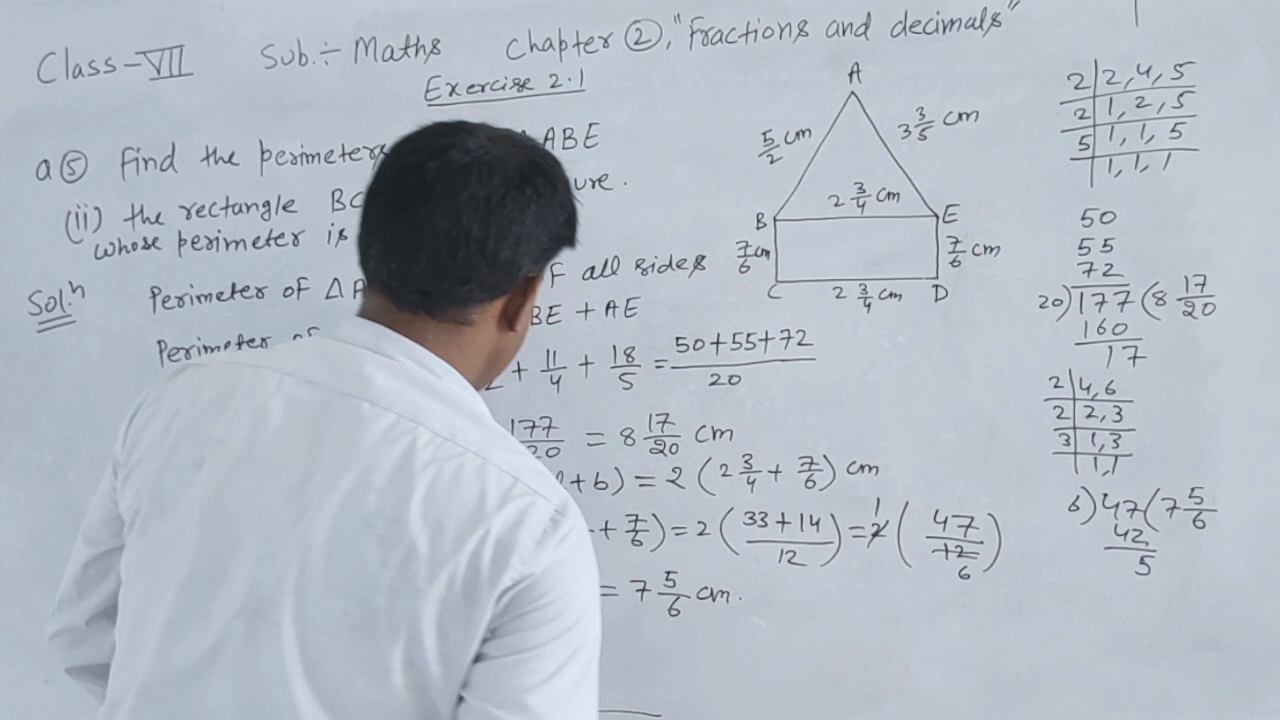 Class-VII Sub.:- Maths Chapter ②, "Fractions and decimals"
Exercise 2.1
Q ⑤ Find the perimeters ABE
(ii) the rectangle BC ure.
whose perimeter is
Solⁿ Perimeter of △A F all sides
BE + AE
Perimeter of
+ 11/4 + 18/5 = 50+55+72/20
177/20 = 8 17/20 cm
+b) = 2 (2 3/4 + 7/6) cm
+ 7/6) = 2 (33+14/12) = 2 1 (47/12 6)
= 7 5/6 cm.
A
5/2 cm
3 3/5 cm
2 3/4 cm
B
E
7/6 cm
7/6 cm
C
2 3/4 cm
D
2 | 2, 4, 5
2 | 1, 2, 5
5 | 1, 1, 5
1, 1, 1
50
55
72
20) 177 (8 17/20
160
17
2 | 4, 6
2 | 2, 3
3 | 1, 3
1, 1
6) 47 (7 5/6
42
5